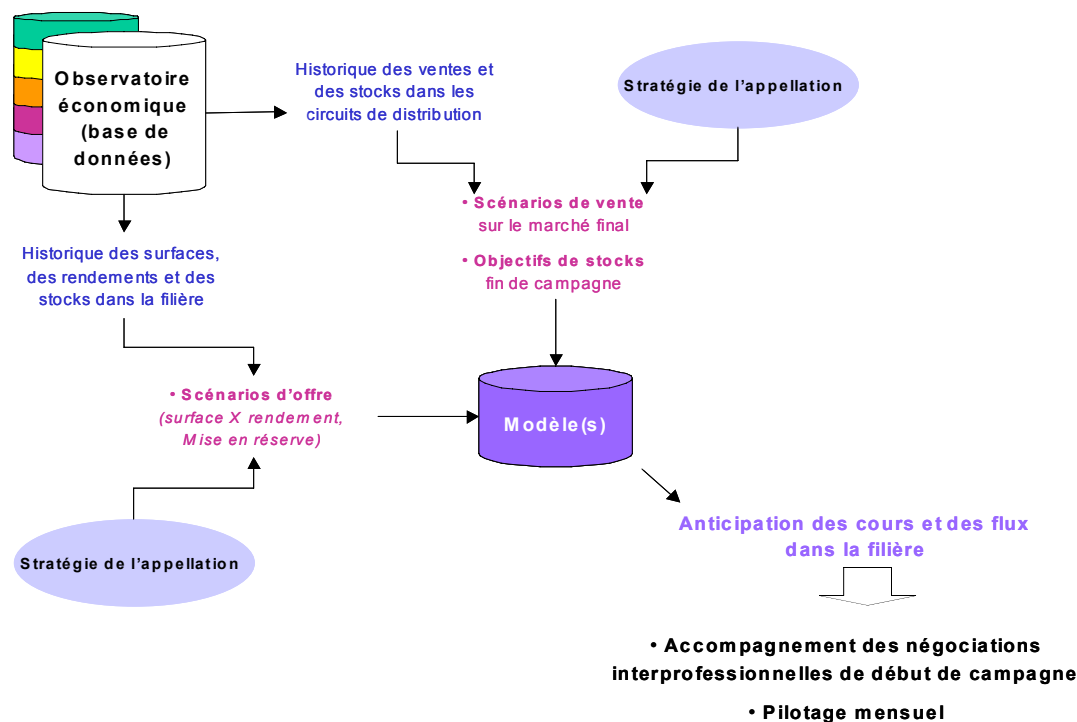 Observatoire
économique
(base de
données)
Historique des ventes et
des stocks dans les
circuits de distribution
Stratégie de l'appellation
• Scénarios de vente
sur le marché final
• Objectifs de stocks
fin de campagne
Historique des surfaces,
des rendements et des
stocks dans la filière
• Scénarios d'offre
(surface X rendement,
Mise en réserve)
Modèle(s)
Stratégie de l'appellation
Anticipation des cours et des flux
dans la filière
• Accompagnement des négociations
interprofessionnelles de début de campagne
• Pilotage mensuel